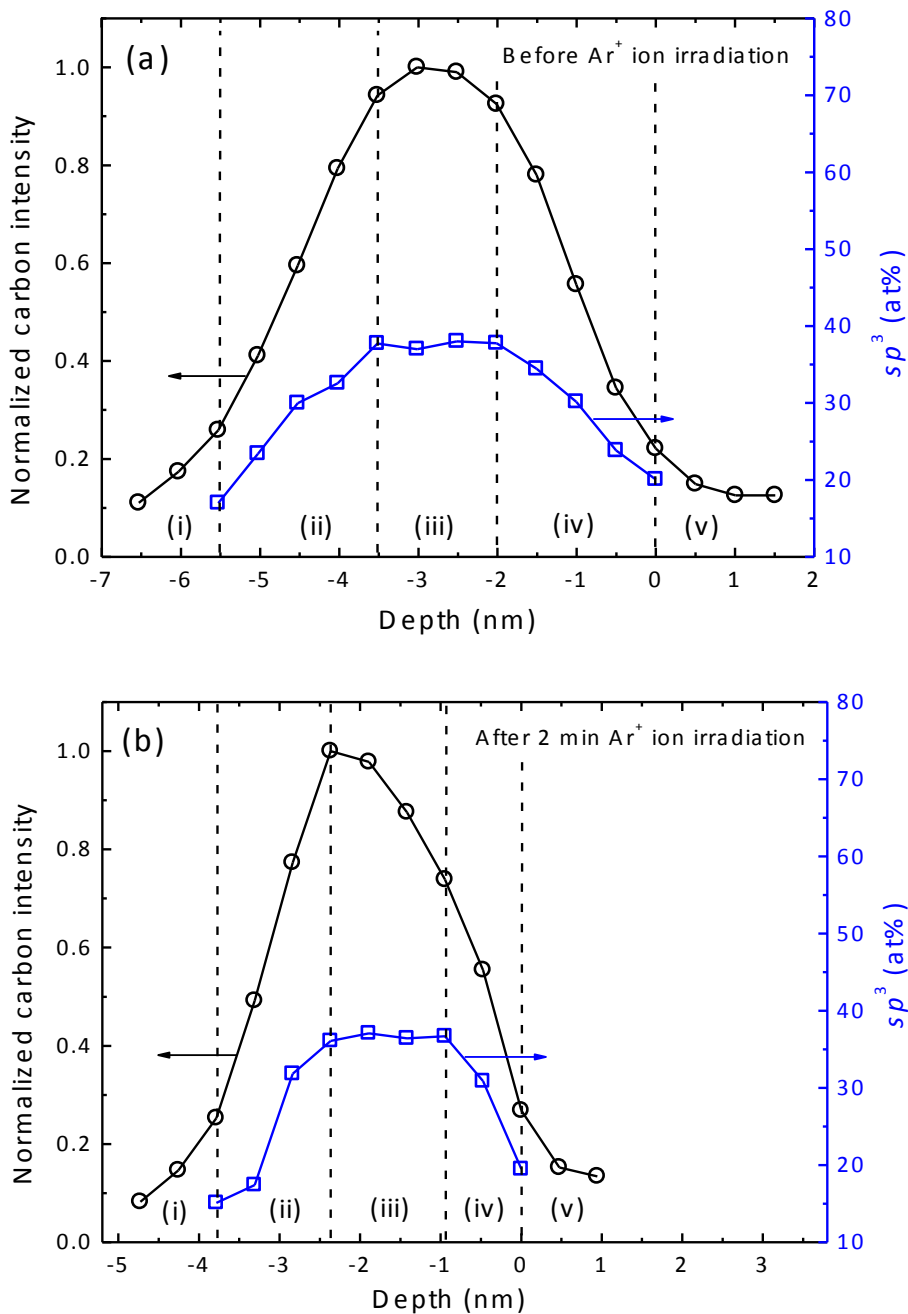 (a)
Before Ar⁺ ion irradiation
Normalized carbon intensity
1.0
0.8
0.6
0.4
0.2
0.0
80
70
60
50
40
30
20
10
sp³ (at%)
(i) (ii) (iii) (iv) (v)
-7 -6 -5 -4 -3 -2 -1 0 1 2
Depth (nm)
(b)
After 2 min Ar⁺ ion irradiation
Normalized carbon intensity
1.0
0.8
0.6
0.4
0.2
0.0
80
70
60
50
40
30
20
10
sp³ (at%)
(i) (ii) (iii) (iv) (v)
-5 -4 -3 -2 -1 0 1 2 3
Depth (nm)